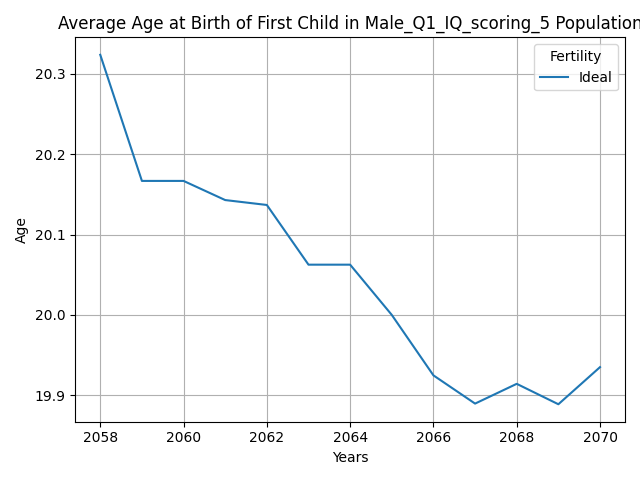 Average Age at Birth of First Child in Male_Q1_IQ_scoring_5 Population
Fertility
Ideal
20.3
20.2
20.1
20.0
19.9
Age
2058
2060
2062
2064
2066
2068
2070
Years